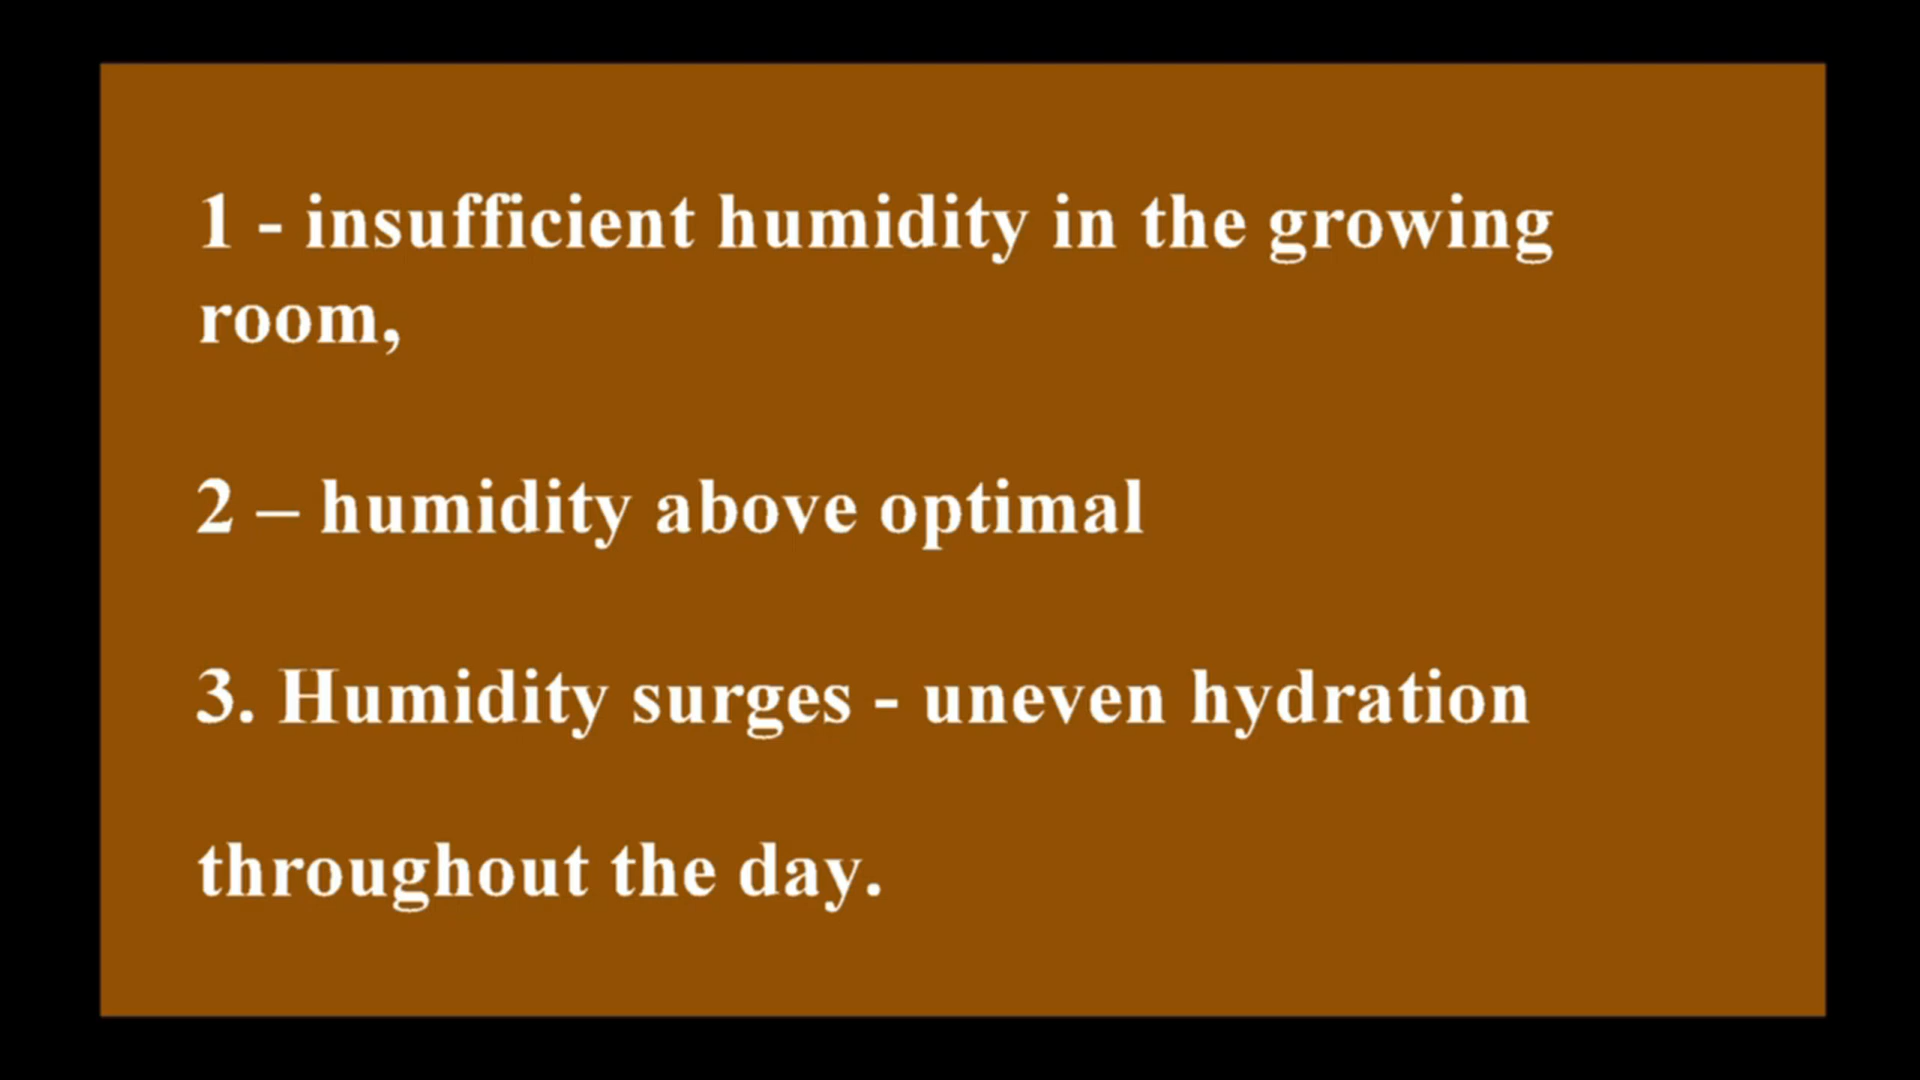 1 - insufficient humidity in the growing
room,
2 – humidity above optimal
3. Humidity surges - uneven hydration
throughout the day.